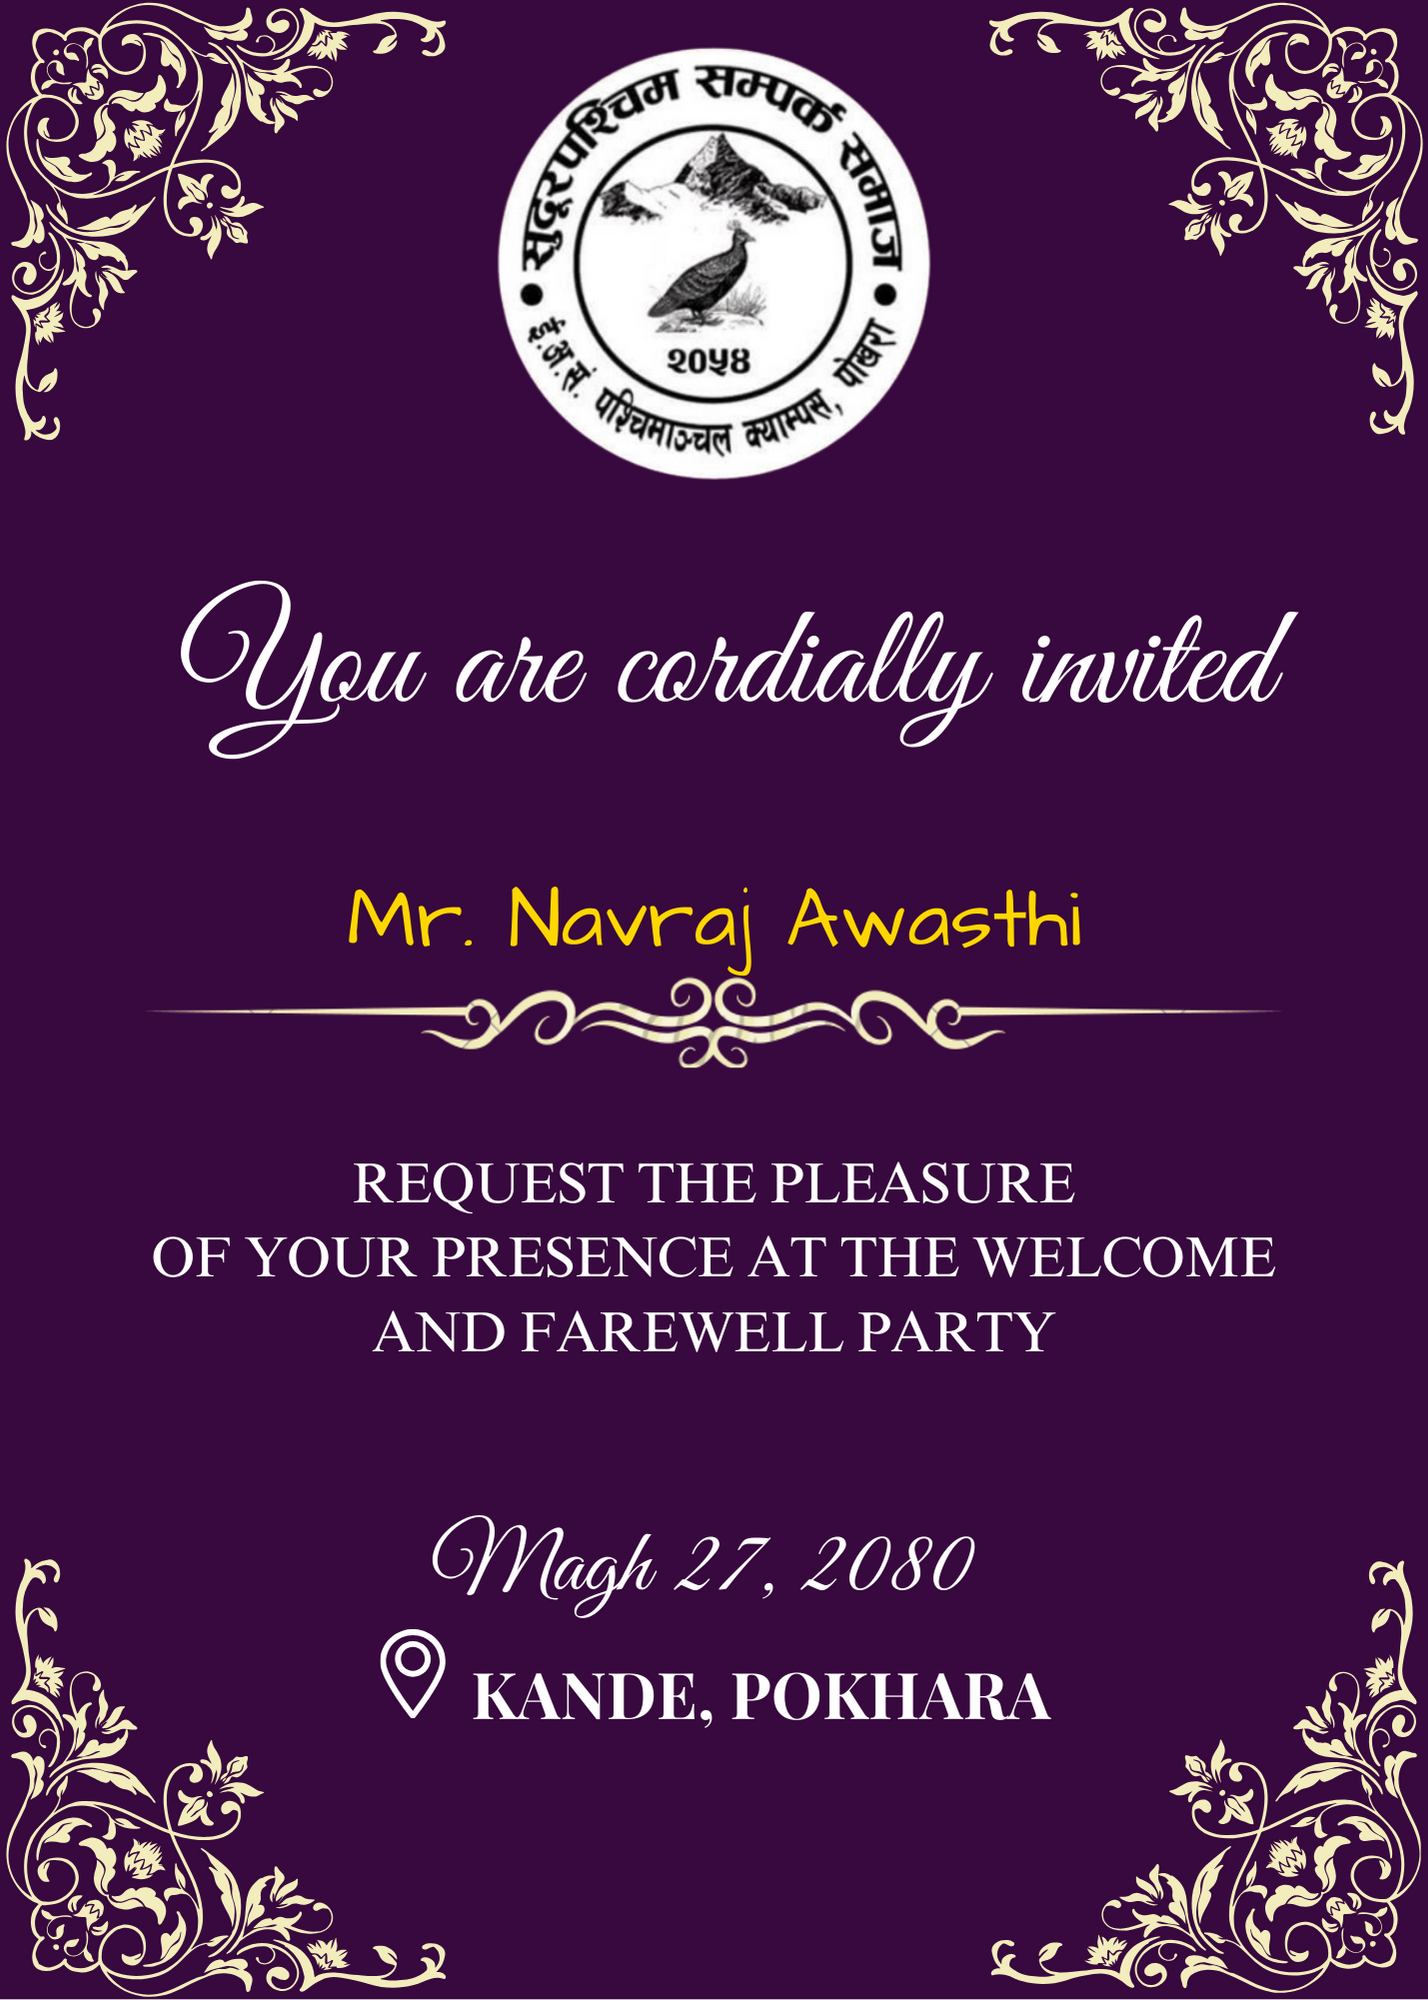 सुदूरपश्चिम सम्पर्क समाज
२०५४
ई.अ.सं. पश्चिमाञ्चल क्याम्पस, पोखरा
You are cordially invited
Mr. Navraj Awasthi
REQUEST THE PLEASURE
OF YOUR PRESENCE AT THE WELCOME
AND FAREWELL PARTY
Magh 27, 2080
KANDE, POKHARA